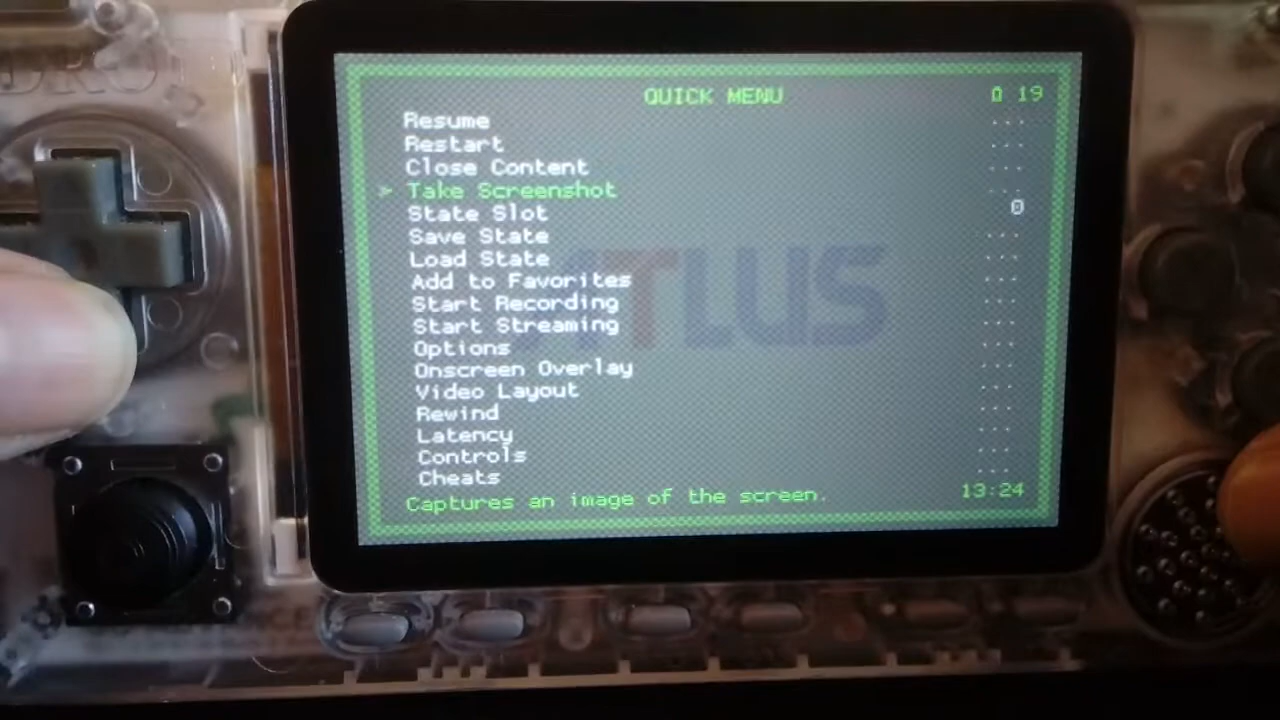 QUICK MENU 19
Resume ...
Restart ...
Close Content ...
> Take Screenshot ...
State Slot 0
Save State ...
Load State ...
Add to Favorites ...
Start Recording ...
Start Streaming ...
Options ...
Onscreen Overlay ...
Video Layout ...
Rewind ...
Latency ...
Controls ...
Cheats ...
Captures an image of the screen. 13:24
ATLUS